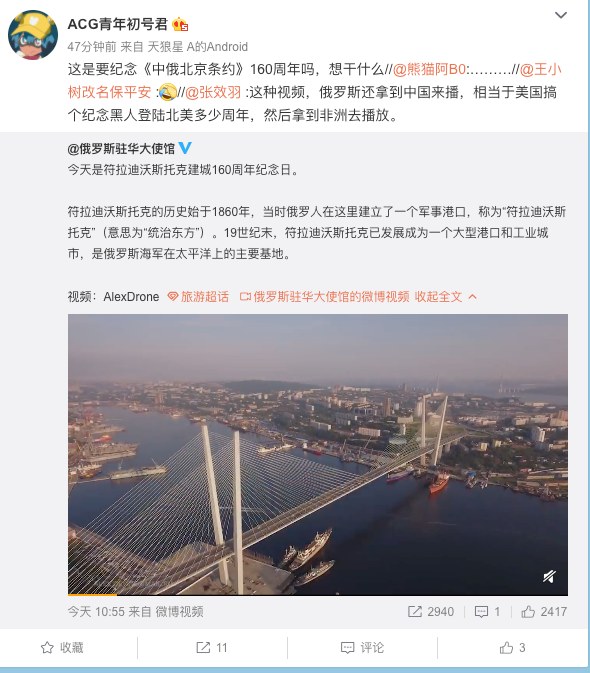 ACG青年初号君
47分钟前 来自 天狼星 A的Android
这是要纪念《中俄北京条约》160周年吗，想干什么//@熊猫阿B0:………//@王小
树改名保平安 ://@张效羽 :这种视频，俄罗斯还拿到中国来播，相当于美国搞
个纪念黑人登陆北美多少周年，然后拿到非洲去播放。
@俄罗斯驻华大使馆
今天是符拉迪沃斯托克建城160周年纪念日。
符拉迪沃斯托克的历史始于1860年，当时俄罗人在这里建立了一个军事港口，称为“符拉迪沃斯
托克”（意思为“统治东方”）。19世纪末，符拉迪沃斯托克已发展成为一个大型港口和工业城
市，是俄罗斯海军在太平洋上的主要基地。
视频：AlexDrone 旅游超话 俄罗斯驻华大使馆的微博视频 收起全文
今天 10:55 来自 微博视频 2940 1 2417
收藏 11 评论 3